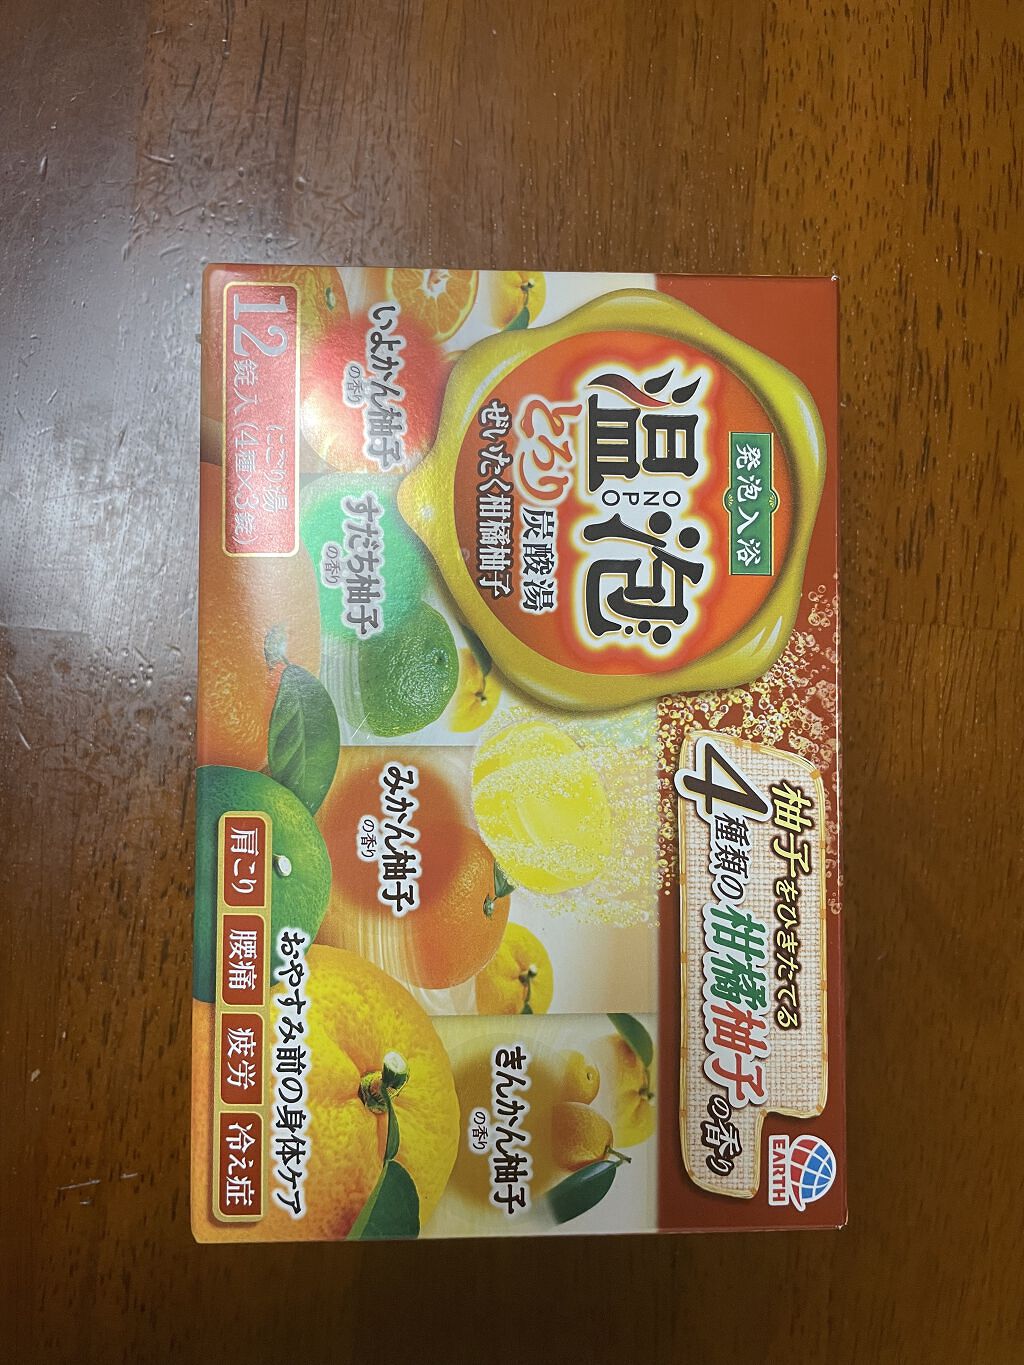 発泡入浴
温泡
ONPO
とろり炭酸湯
ぜいたく柑橘柚子
柚子をひきたてる
4種類の柑橘柚子の香り
EARTH
いよかん柚子
の香り
すだち柚子
の香り
みかん柚子
の香り
きんかん柚子
の香り
にごり湯
12錠入(4種×3錠)
おやすみ前の身体ケア
肩こり
腰痛
疲労
冷え症